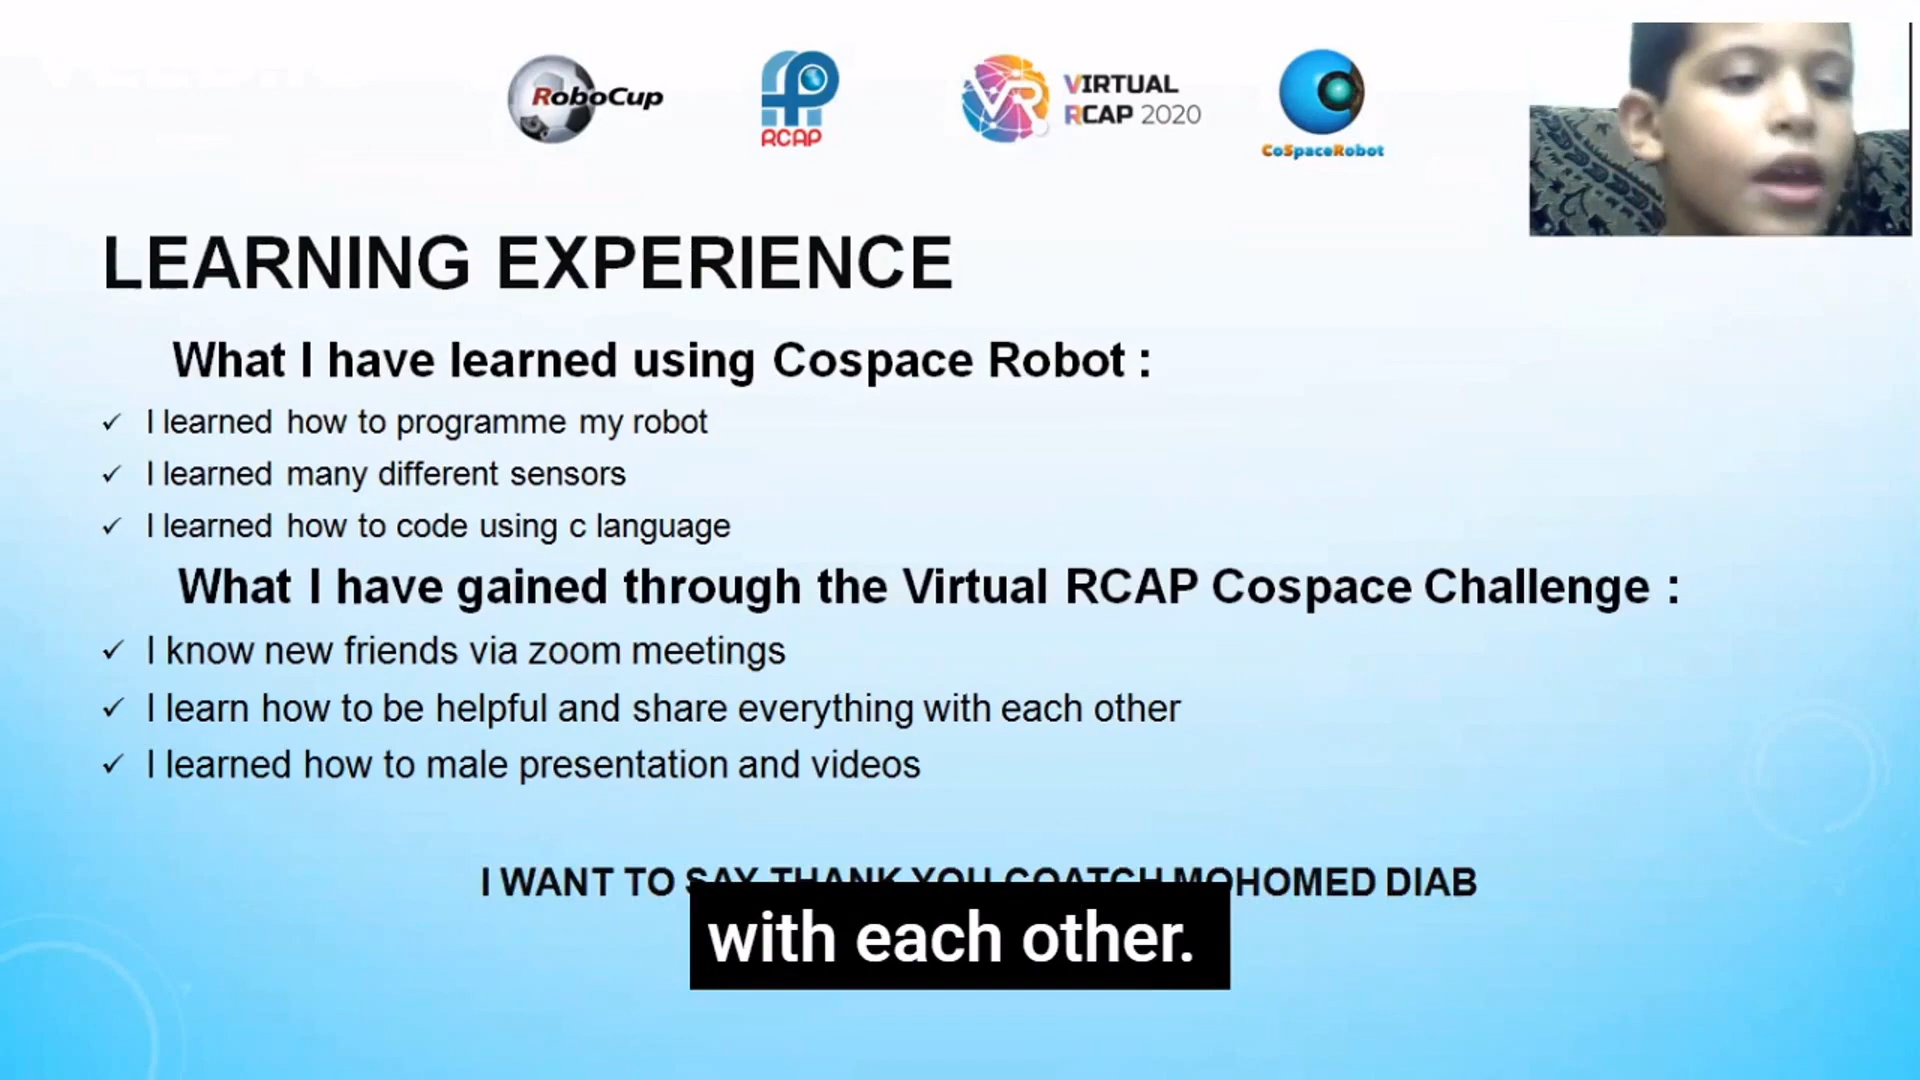 RoboCup
RCAP
VIRTUAL
RCAP 2020
CoSpaceRobot
LEARNING EXPERIENCE
What I have learned using Cospace Robot :
I learned how to programme my robot
I learned many different sensors
I learned how to code using c language
What I have gained through the Virtual RCAP Cospace Challenge :
I know new friends via zoom meetings
I learn how to be helpful and share everything with each other
I learned how to male presentation and videos
I WANT TO SAY THANK YOU COATCH MOHOMED DIAB
with each other.